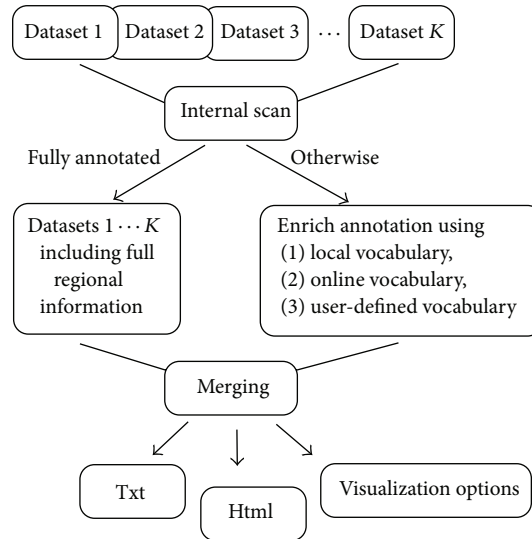 Dataset 1 Dataset 2 Dataset 3 ⋯ Dataset K
Internal scan
Fully annotated Otherwise
Datasets 1 ⋯ K
including full
regional
information
Enrich annotation using
(1) local vocabulary,
(2) online vocabulary,
(3) user-defined vocabulary
Merging
Txt
Html
Visualization options